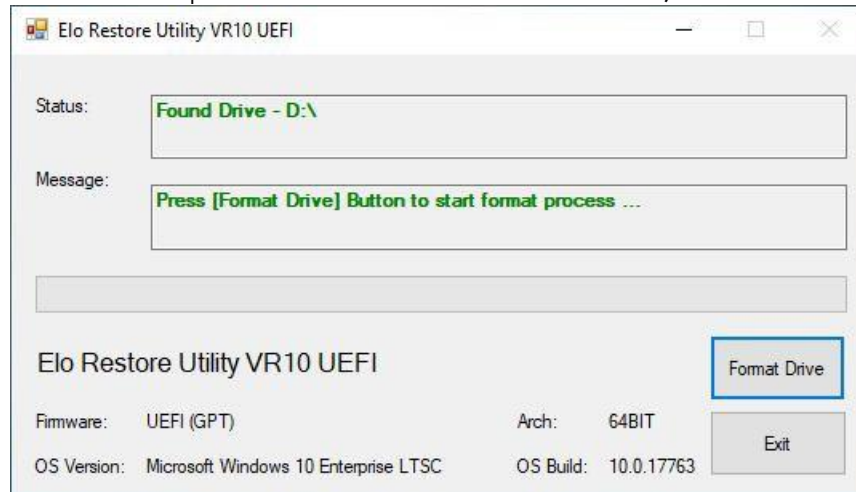 Elo Restore Utility VR10 UEFI
Status:
Found Drive - D:\
Message:
Press [Format Drive] Button to start format process ...
Elo Restore Utility VR10 UEFI
Format Drive
Firmware: UEFI (GPT) Arch: 64BIT
Exit
OS Version: Microsoft Windows 10 Enterprise LTSC OS Build: 10.0.17763